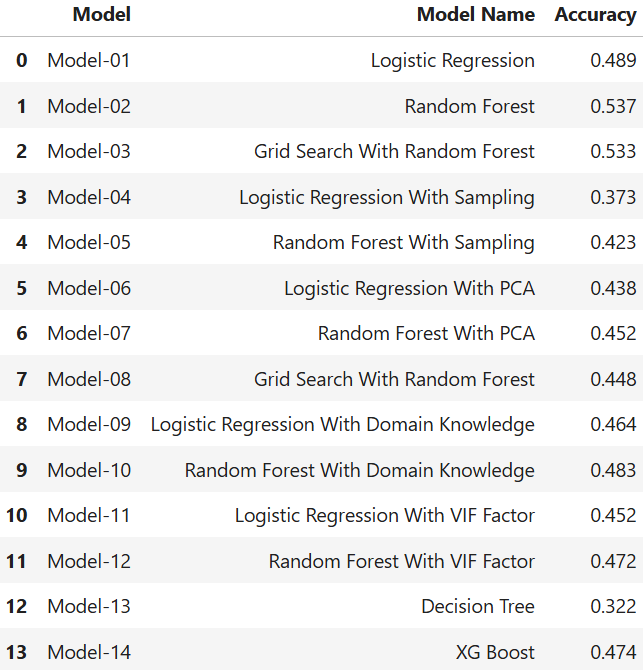 Model Model Name Accuracy
0 Model-01 Logistic Regression 0.489
1 Model-02 Random Forest 0.537
2 Model-03 Grid Search With Random Forest 0.533
3 Model-04 Logistic Regression With Sampling 0.373
4 Model-05 Random Forest With Sampling 0.423
5 Model-06 Logistic Regression With PCA 0.438
6 Model-07 Random Forest With PCA 0.452
7 Model-08 Grid Search With Random Forest 0.448
8 Model-09 Logistic Regression With Domain Knowledge 0.464
9 Model-10 Random Forest With Domain Knowledge 0.483
10 Model-11 Logistic Regression With VIF Factor 0.452
11 Model-12 Random Forest With VIF Factor 0.472
12 Model-13 Decision Tree 0.322
13 Model-14 XG Boost 0.474